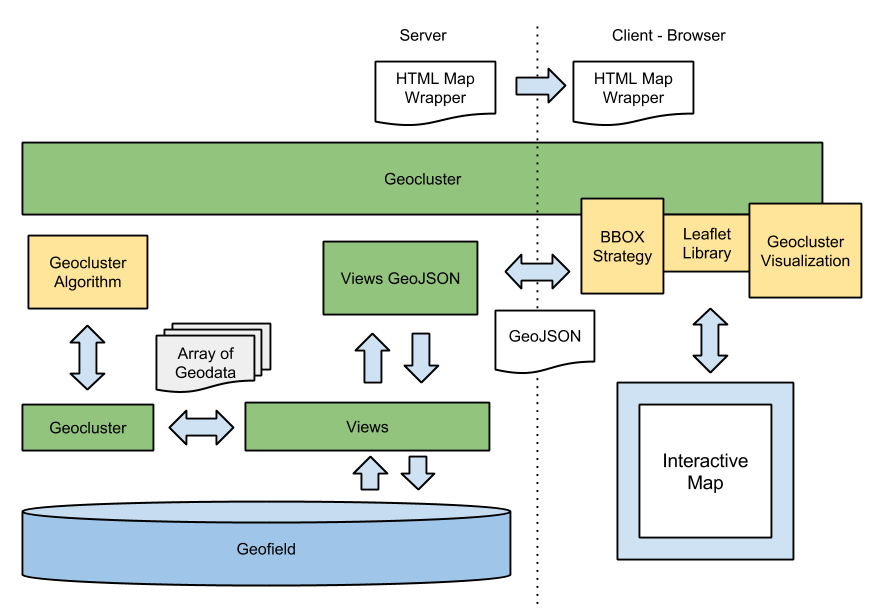 Server
Client - Browser
HTML Map
Wrapper
HTML Map
Wrapper
Geocluster
BBOX
Strategy
Leaflet
Library
Geocluster
Visualization
Geocluster
Algorithm
Views GeoJSON
GeoJSON
Array of
Geodata
Geocluster
Views
Interactive
Map
Geofield